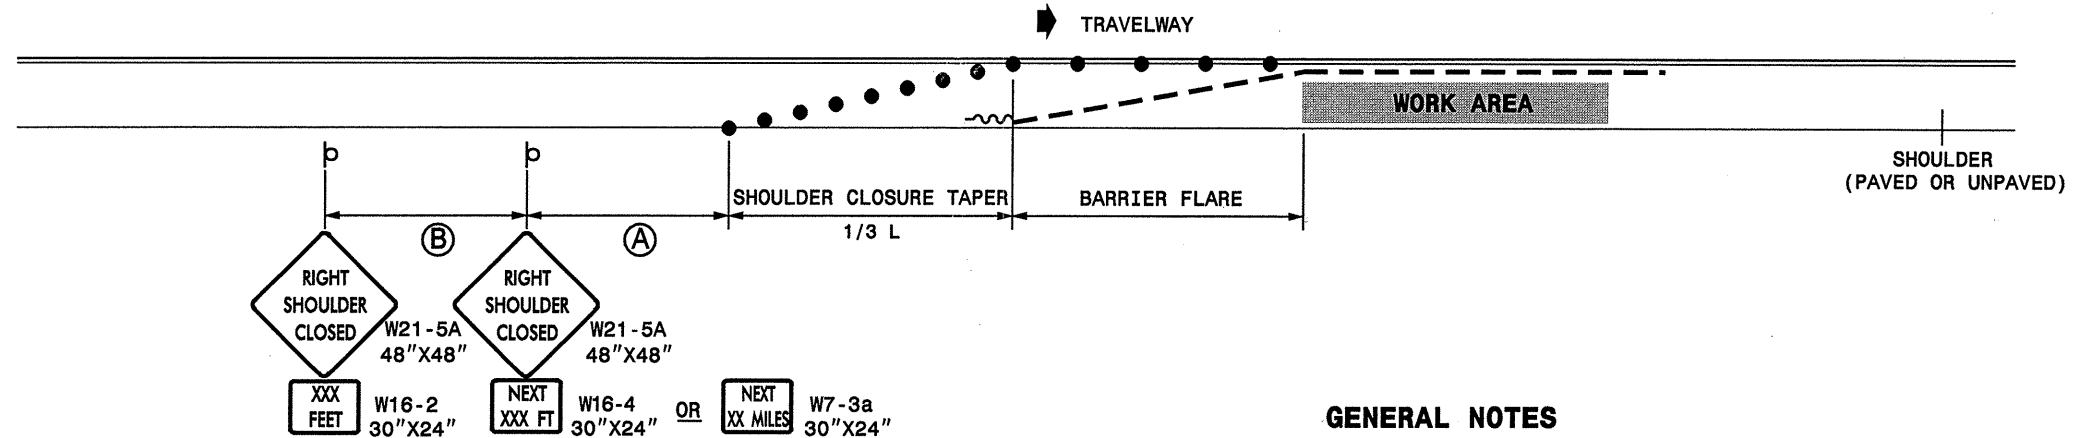 TRAVELWAY
WORK AREA
SHOULDER
(PAVED OR UNPAVED)
SHOULDER CLOSURE TAPER
1/3 L
BARRIER FLARE
B
A
RIGHT
SHOULDER
CLOSED
W21-5A
48"X48"
XXX
FEET
W16-2
30"X24"
RIGHT
SHOULDER
CLOSED
W21-5A
48"X48"
NEXT
XXX FT
W16-4
30"X24"
OR
NEXT
XX MILES
W7-3a
30"X24"
GENERAL NOTES